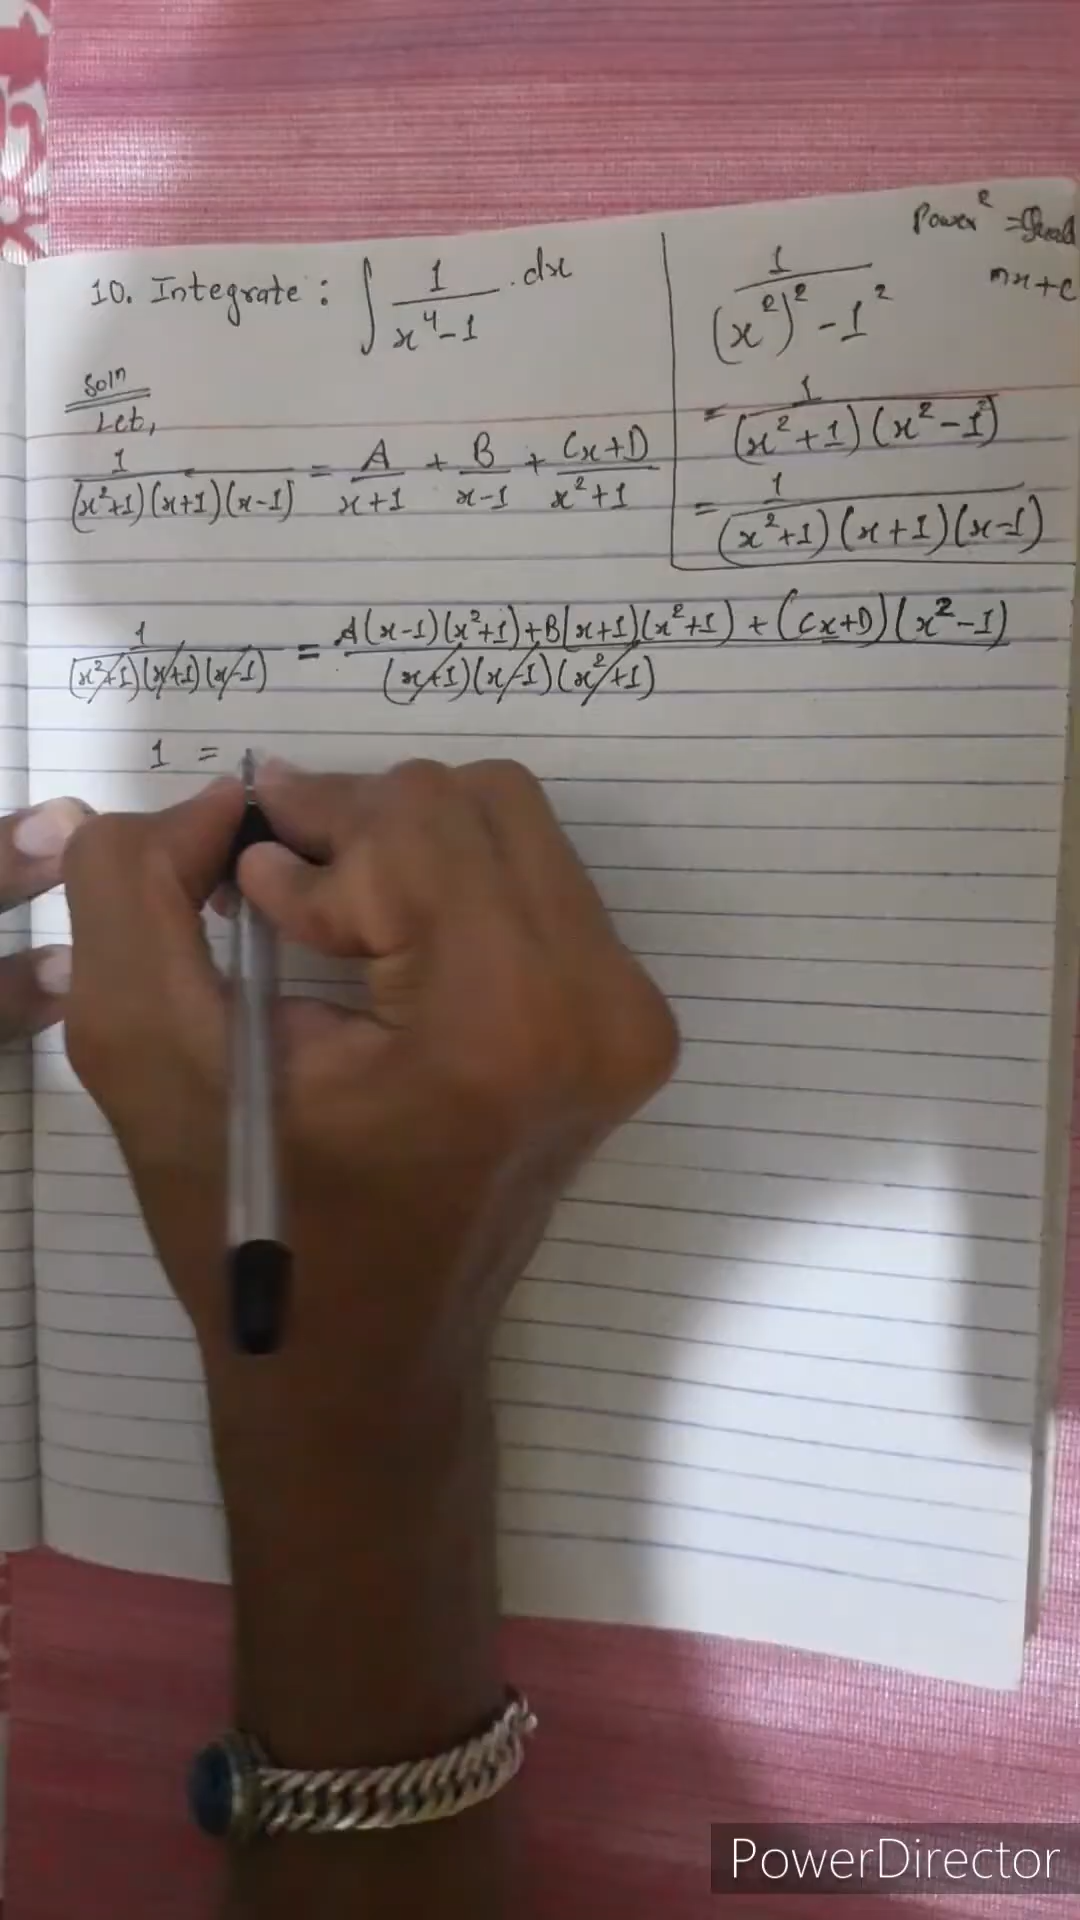 10. Integrate : ∫ 1/(x⁴-1) . dx
Soln
Let,
1/((x²+1)(x+1)(x-1)) = A/(x+1) + B/(x-1) + (Cx+D)/(x²+1)
Power² =
mx+c
1/((x²)² - 1²)
= 1/((x²+1)(x²-1²))
= 1/((x²+1)(x+1)(x-1))
1/((x²+1)(x+1)(x-1)) = (A(x-1)(x²+1)+B(x+1)(x²+1) + (Cx+D)(x²-1))/((x+1)(x-1)(x²+1))
1 =
PowerDirector